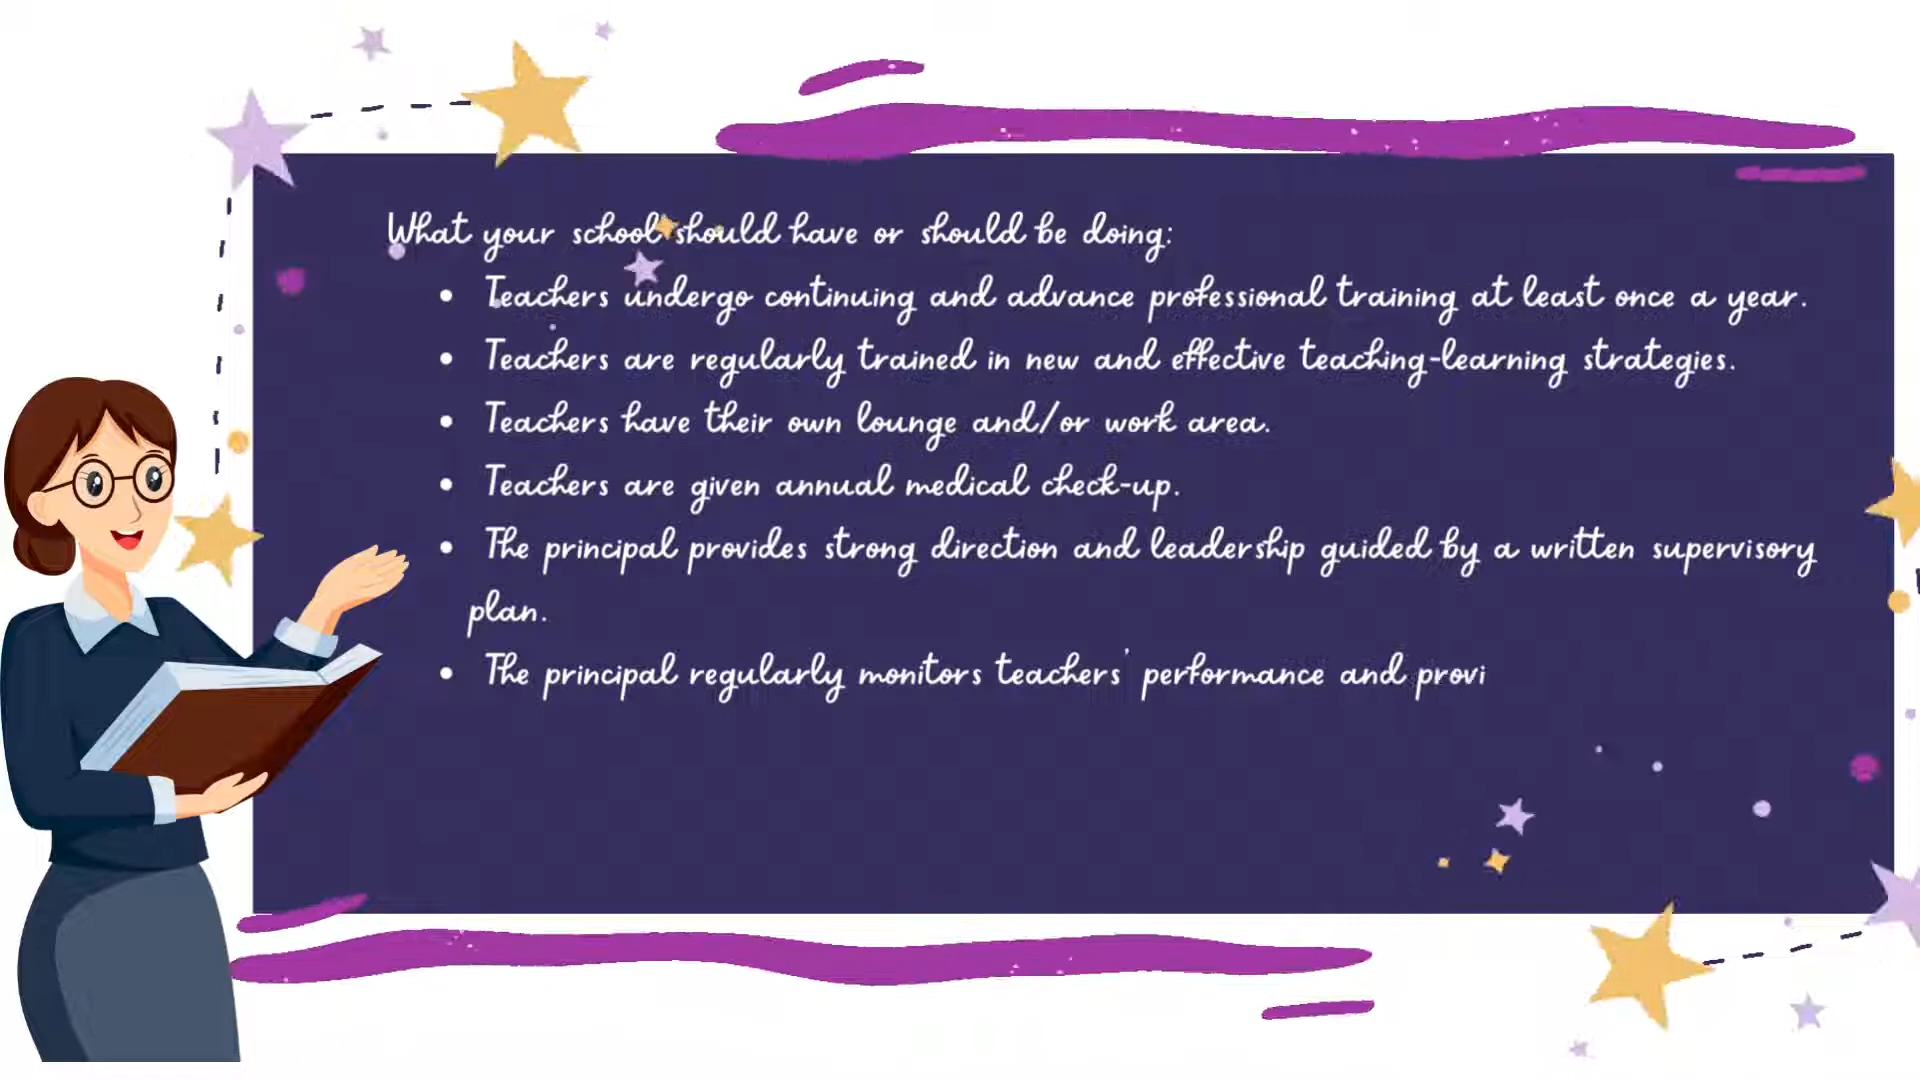 What your school should have or should be doing:
• Teachers undergo continuing and advance professional training at least once a year.
• Teachers are regularly trained in new and effective teaching-learning strategies.
• Teachers have their own lounge and/or work area.
• Teachers are given annual medical check-up.
• The principal provides strong direction and leadership guided by a written supervisory
plan.
• The principal regularly monitors teachers' performance and provi